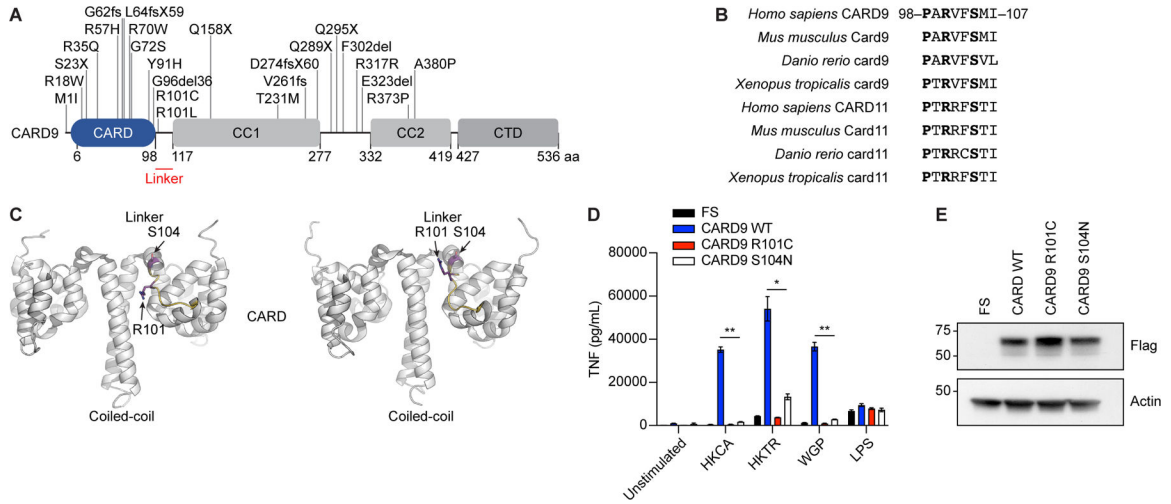 A
G62fs L64fsX59
R57H R70W
R35Q G72S
S23X Y91H
R18W G96del36
M1I R101C
R101L
Q158X
Q295X
Q289X F302del
D274fsX60 R317R
V261fs E323del
T231M R373P
A380P
CARD9 CARD CC1 CC2 CTD
6 98 117 277 332 419 427 536 aa
Linker
B
Homo sapiens CARD9 98–PARVFSMI–107
Mus musculus Card9 PARVFSMI
Danio rerio card9 PARVFSVL
Xenopus tropicalis card9 PTRVFSMI
Homo sapiens CARD11 PTRRFSTI
Mus musculus Card11 PTRRFSTI
Danio rerio card11 PTRRCSTI
Xenopus tropicalis card11 PTRRFSTI
C
Linker
S104
R101
CARD
Coiled-coil
Linker
R101 S104
Coiled-coil
D
FS
CARD9 WT
CARD9 R101C
CARD9 S104N
TNF (pg/mL)
80000
60000
40000
20000
0
** * **
Unstimulated
HKCA
HKTR
WGP
LPS
E
FS
CARD WT
CARD9 R101C
CARD9 S104N
75
50
Flag
50
Actin